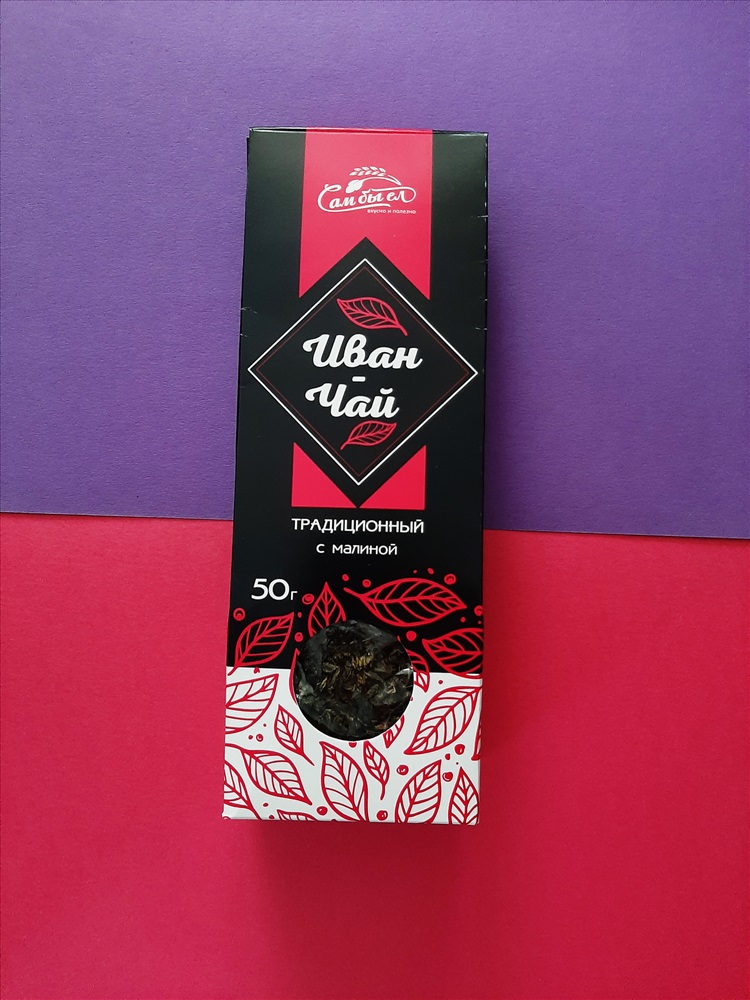 Сам бы ел
вкусно и полезно
Иван
-
Чай
ТРАДИЦИОННЫЙ
С МАЛИНОЙ
50г